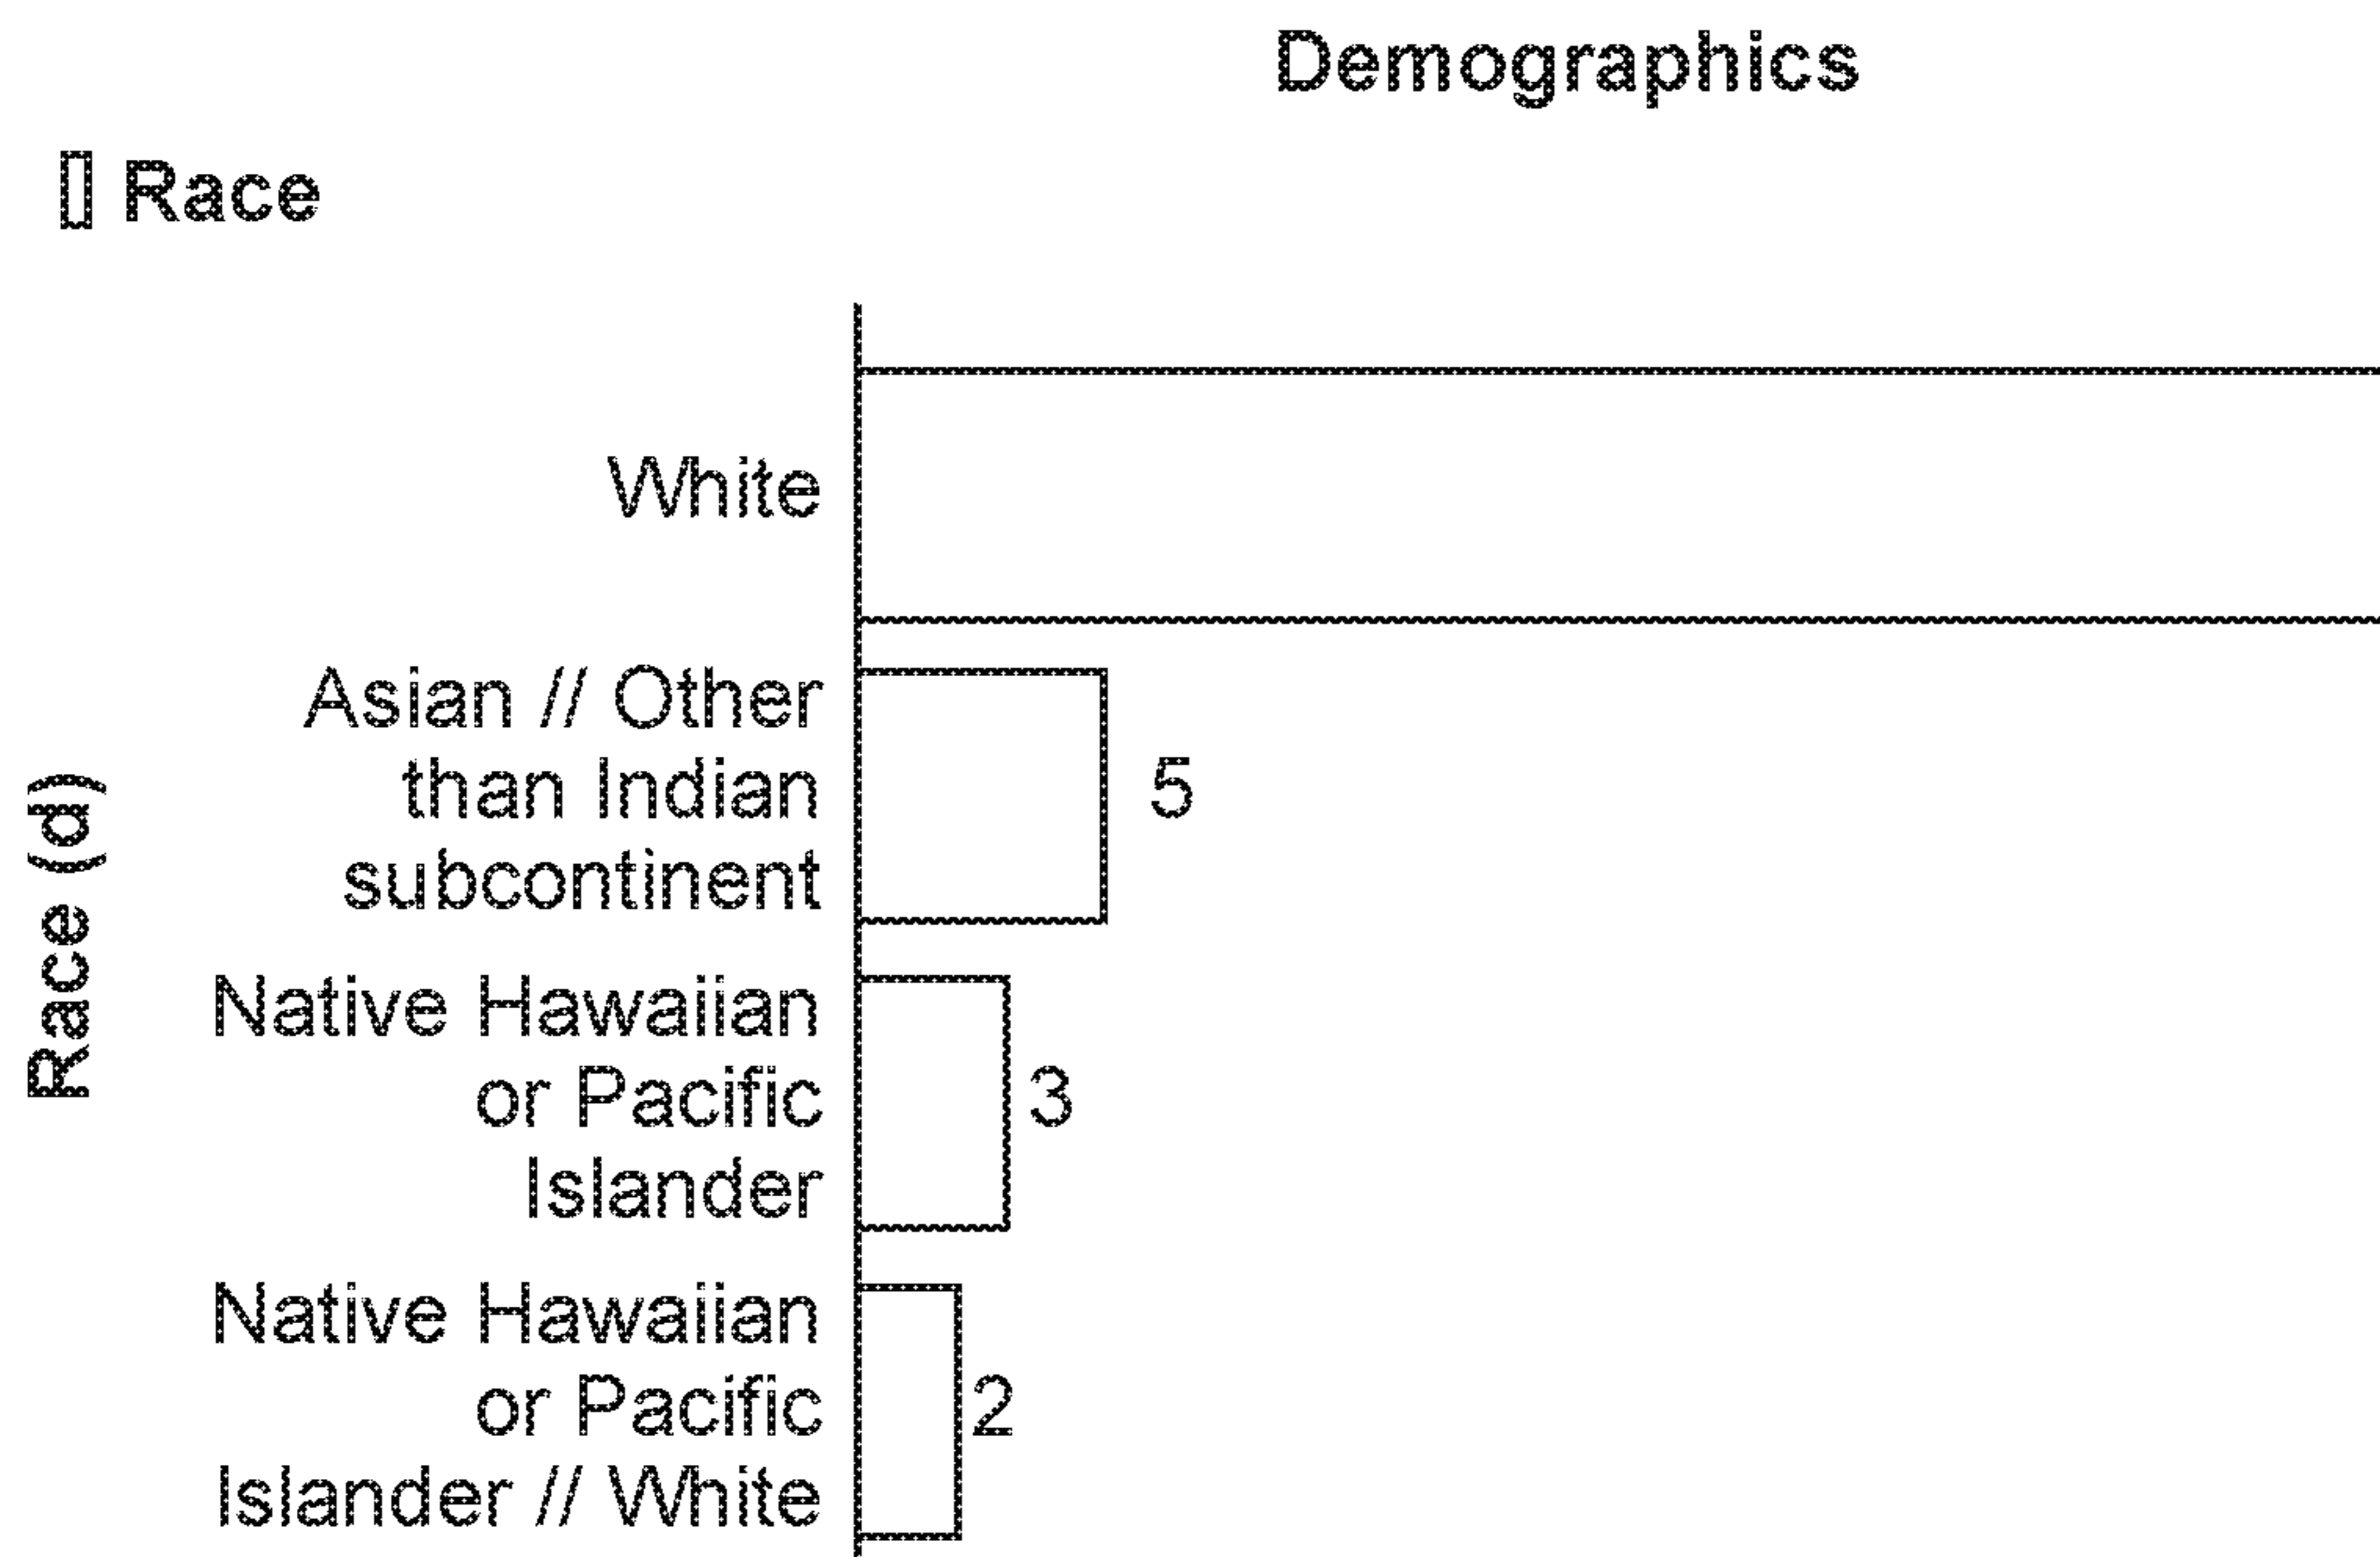 Demographics
Race
Race (d)
White
Asian // Other
than Indian
subcontinent
5
Native Hawaiian
or Pacific
Islander
3
Native Hawaiian
or Pacific
Islander // White
2